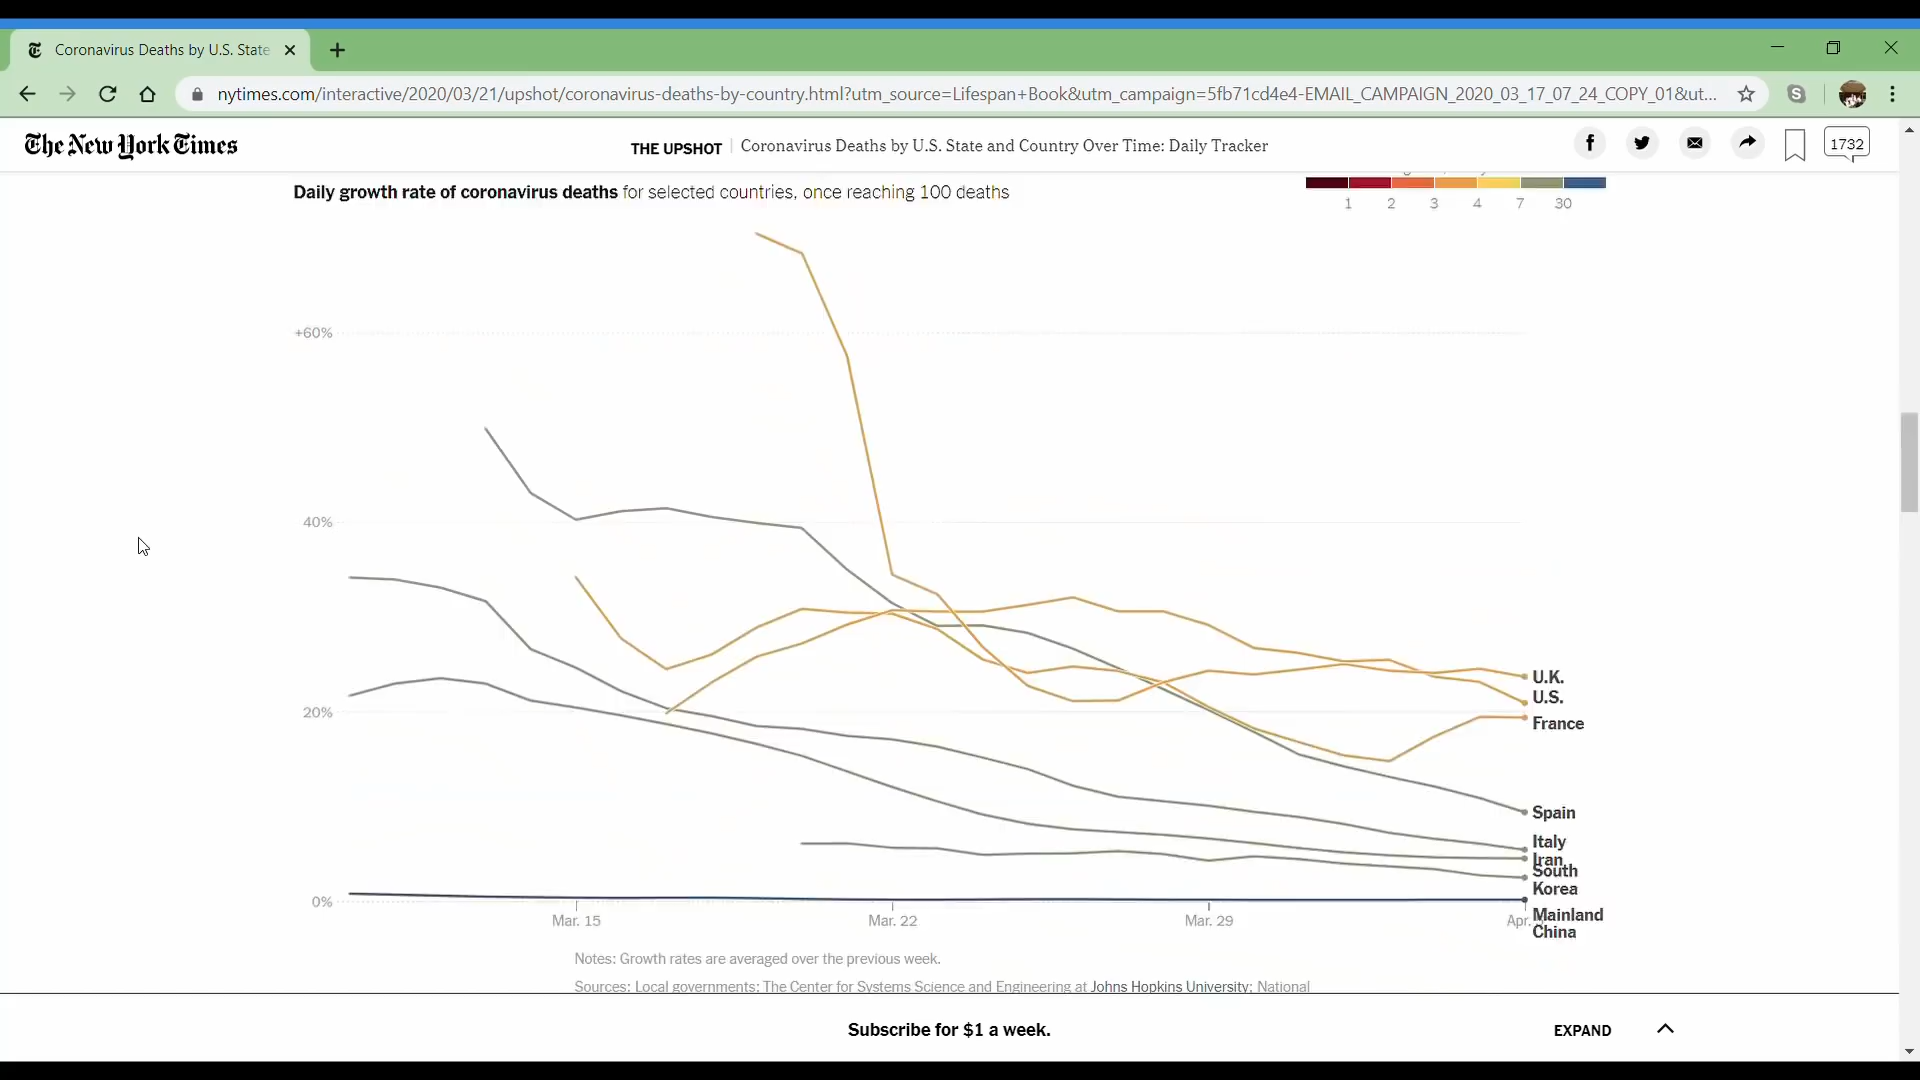 Coronavirus Deaths by U.S. State
nytimes.com/interactive/2020/03/21/upshot/coronavirus-deaths-by-country.html?utm_source=Lifespan+Book&utm_campaign=5fb71cd4e4-EMAIL_CAMPAIGN_2020_03_17_07_24_COPY_01&ut...
The New York Times
THE UPSHOT | Coronavirus Deaths by U.S. State and Country Over Time: Daily Tracker
1732
Daily growth rate of coronavirus deaths for selected countries, once reaching 100 deaths
1 2 3 4 7 30
+60%
40%
20%
0%
U.K.
U.S.
France
Spain
Italy
Iran
South
Korea
Mainland
China
Mar. 15 Mar. 22 Mar. 29 Apr.
Notes: Growth rates are averaged over the previous week.
Sources: Local governments; The Center for Systems Science and Engineering at Johns Hopkins University; National
Subscribe for $1 a week.
EXPAND